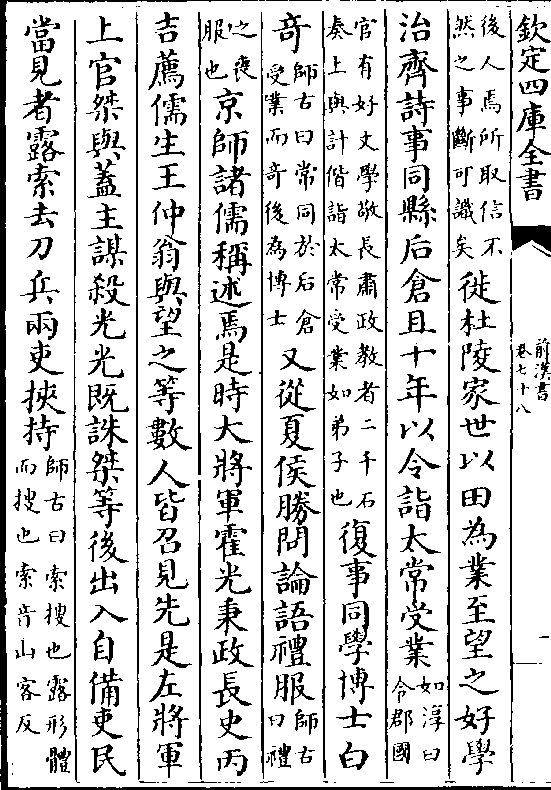 欽定四庫全書
前漢書
卷七十八
一
後人焉所取信不
然之事斷可識矣
徙杜陵家世以田為業至望之好學
治齊詩事同縣后倉且十年以令詣太常受業
如淳曰
令郡國
官有好文學敬長肅政教者二千石
奏上與計偕詣太常受業如弟子也
復事同學博士白
奇
師古曰常同於后倉
受業而奇後為博士
又從夏侯勝問論語禮服
師古
曰禮
之喪
服也
京師諸儒稱述焉是時大將軍霍光秉政長史丙
吉薦儒生王仲翁與望之等數人皆召見先是左將軍
上官桀與蓋主謀殺光光既誅桀等後出入自備吏民
當見者露索去刀兵兩吏挾持
師古曰索搜也露形體
而搜也索音山客反